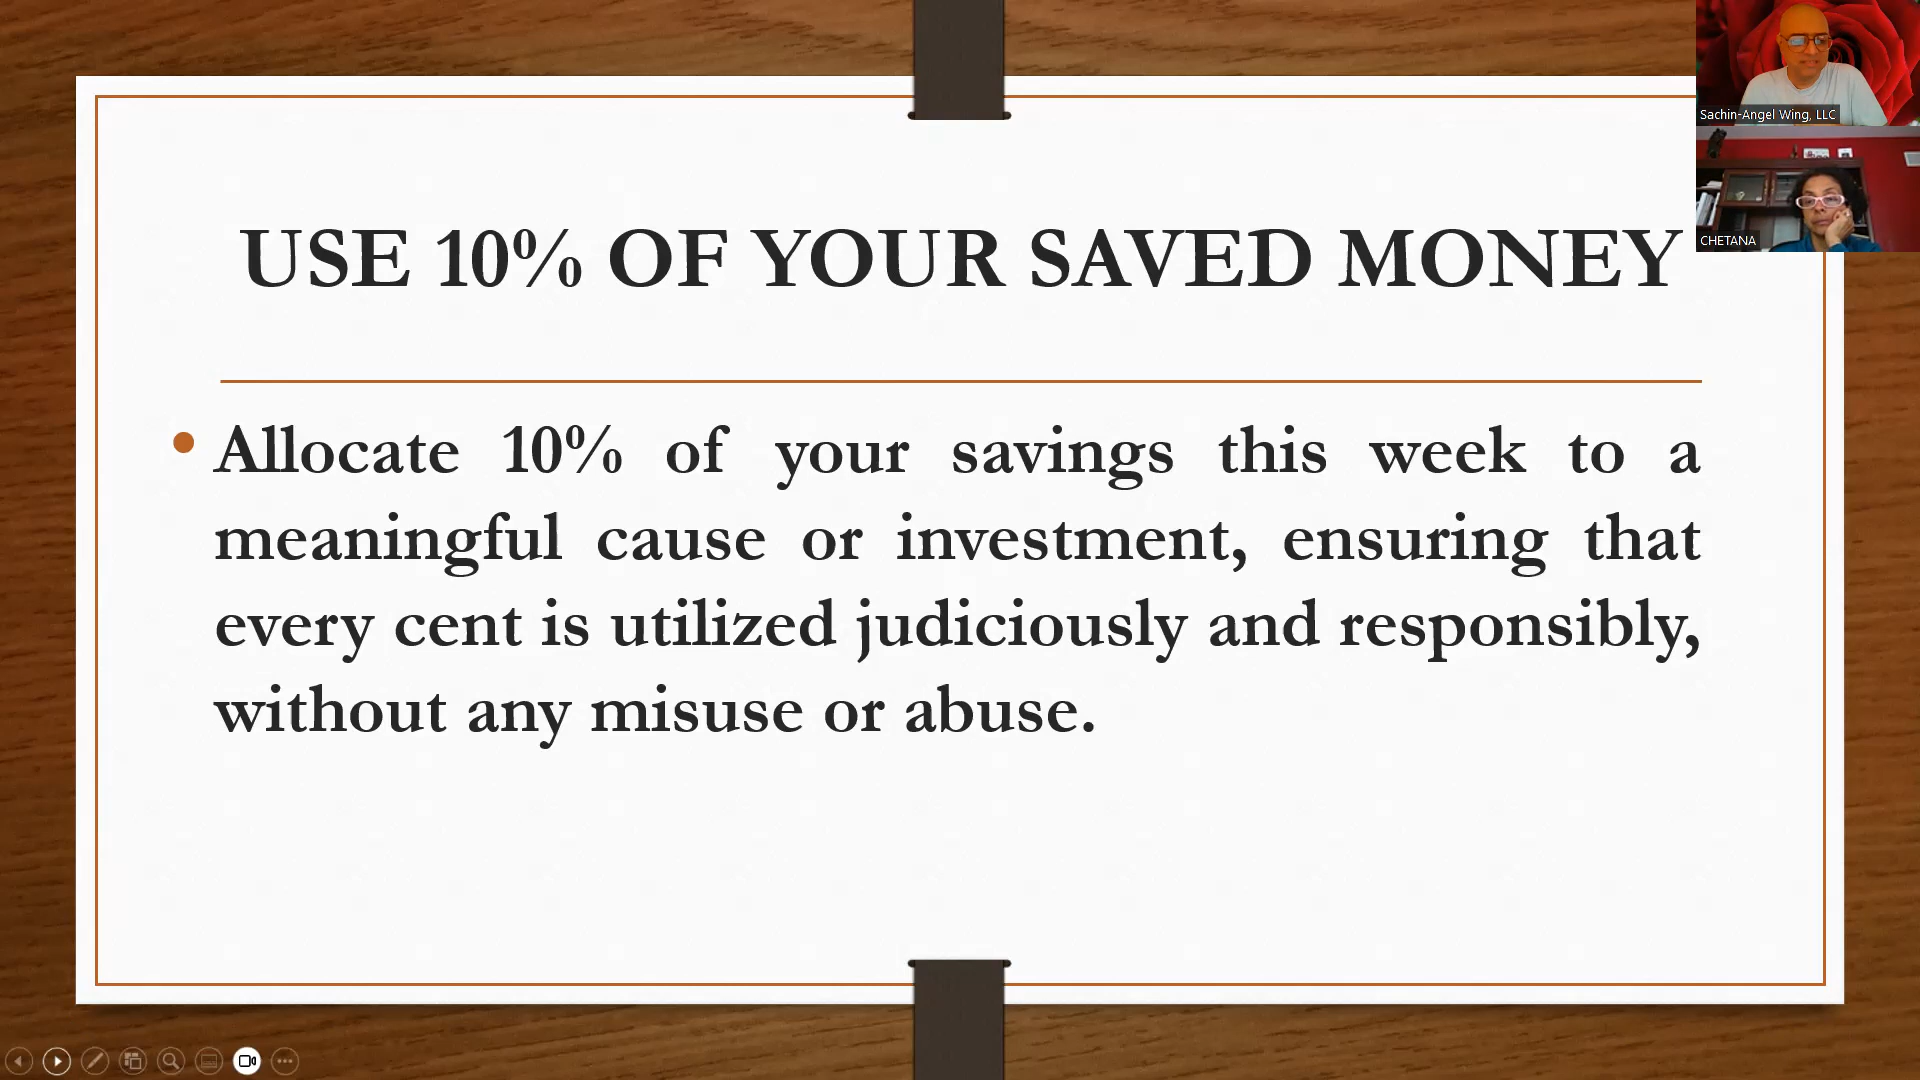 USE 10% OF YOUR SAVED MONEY
• Allocate 10% of your savings this week to a
meaningful cause or investment, ensuring that
every cent is utilized judiciously and responsibly,
without any misuse or abuse.
Sachin-Angel Wing, LLC
CHETANA